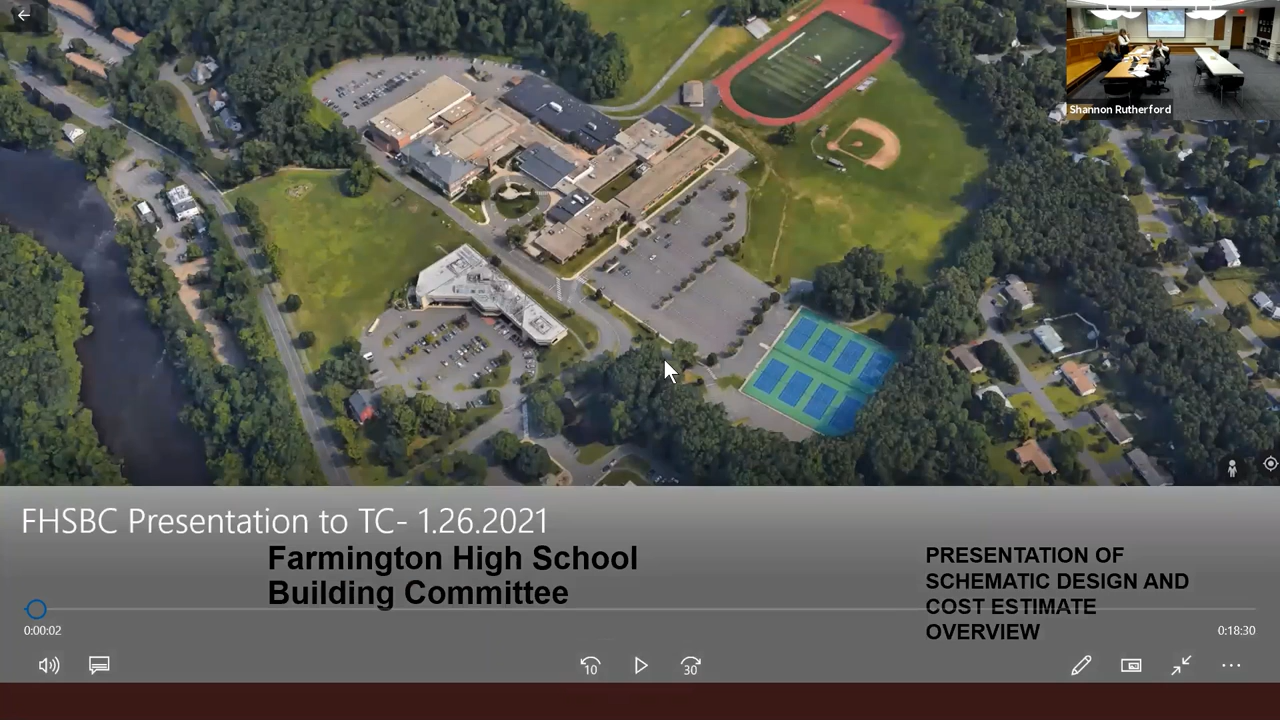 Shannon Rutherford
FHSBC Presentation to TC- 1.26.2021
Farmington High School
Building Committee
PRESENTATION OF
SCHEMATIC DESIGN AND
COST ESTIMATE
OVERVIEW
0:00:02
0:18:30
10
30